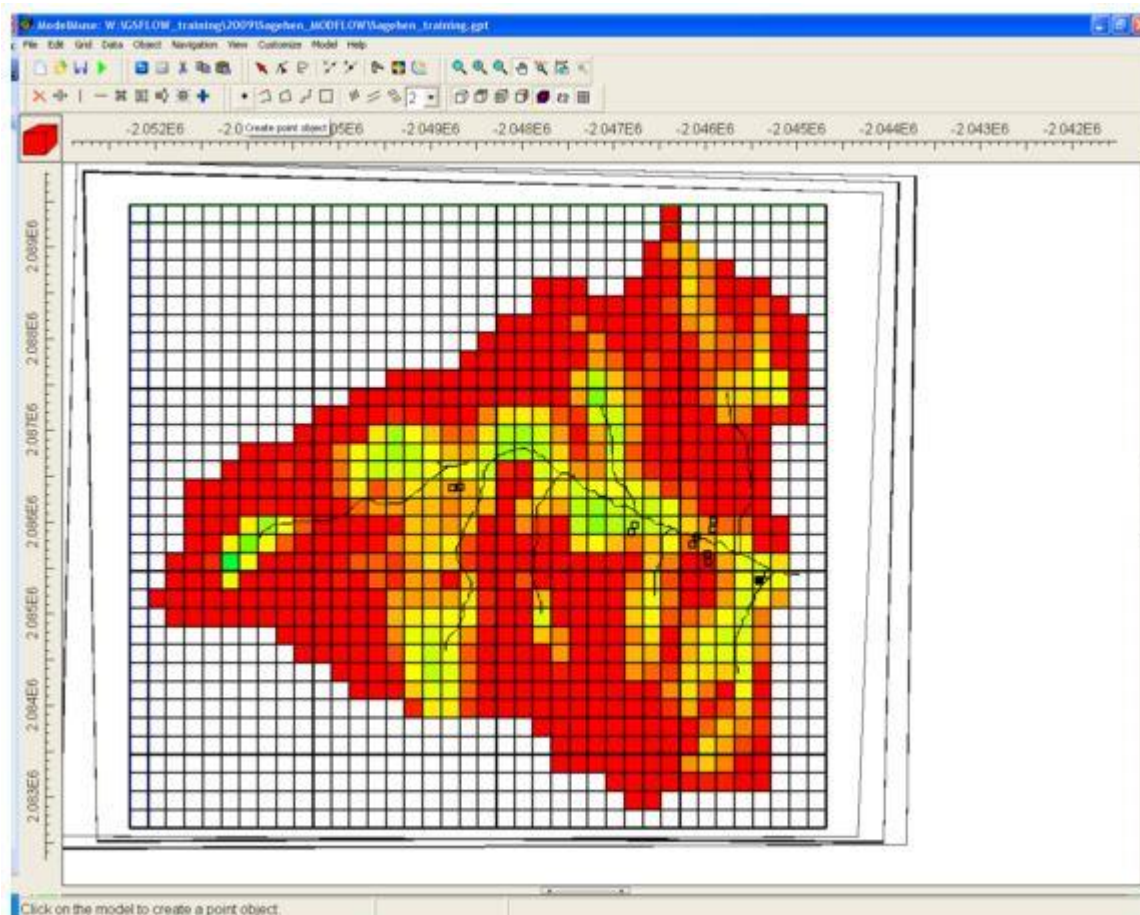 ModelMuse: W:\GSFLOW_training\2009\Sagehen_MODFLOW\Sagehen_training.gpt
File Edit Grid Data Object Navigation View Customize Model Help
2
-2.052E6 -2.0 Create point object 05E6 -2.049E6 -2.048E6 -2.047E6 -2.046E6 -2.045E6 -2.044E6 -2.043E6 -2.042E6
2.089E6
2.088E6
2.087E6
2.086E6
2.085E6
2.084E6
2.083E6
Click on the model to create a point object.